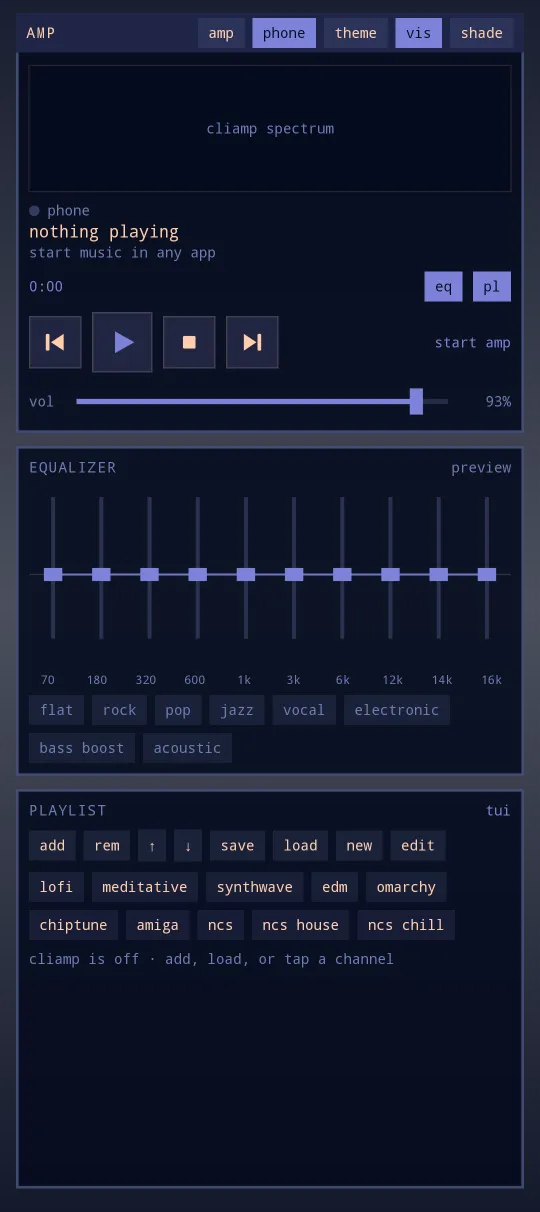 AMP amp phone theme vis shade
cliamp spectrum
phone
nothing playing
start music in any app
0:00 eq pl
start amp
vol 93%
EQUALIZER preview
70 180 320 600 1k 3k 6k 12k 14k 16k
flat rock pop jazz vocal electronic
bass boost acoustic
PLAYLIST tui
add rem ↑ ↓ save load new edit
lofi meditative synthwave edm omarchy
chiptune amiga ncs ncs house ncs chill
cliamp is off · add, load, or tap a channel